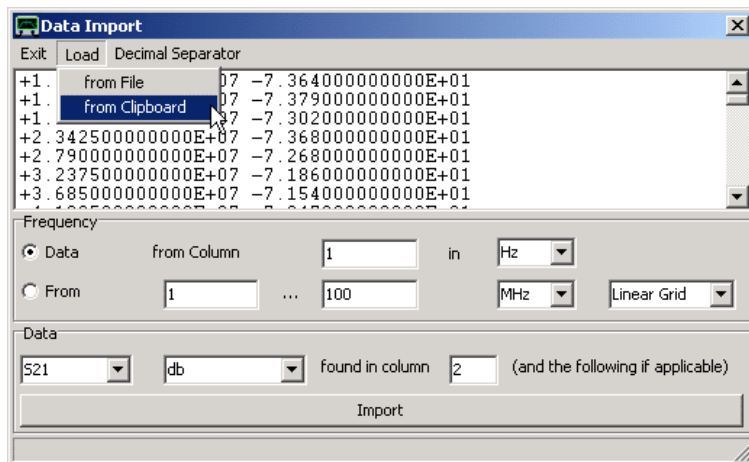 Data Import
Exit Load Decimal Separator
from File
from Clipboard
+1. 07 -7.364000000000E+01
+1. 07 -7.379000000000E+01
+1. 07 -7.302000000000E+01
+2.342500000000E+07 -7.368000000000E+01
+2.790000000000E+07 -7.268000000000E+01
+3.237500000000E+07 -7.186000000000E+01
+3.685000000000E+07 -7.154000000000E+01
Frequency
Data from Column 1 in Hz
From 1 ... 100 MHz Linear Grid
Data
S21 db found in column 2 (and the following if applicable)
Import